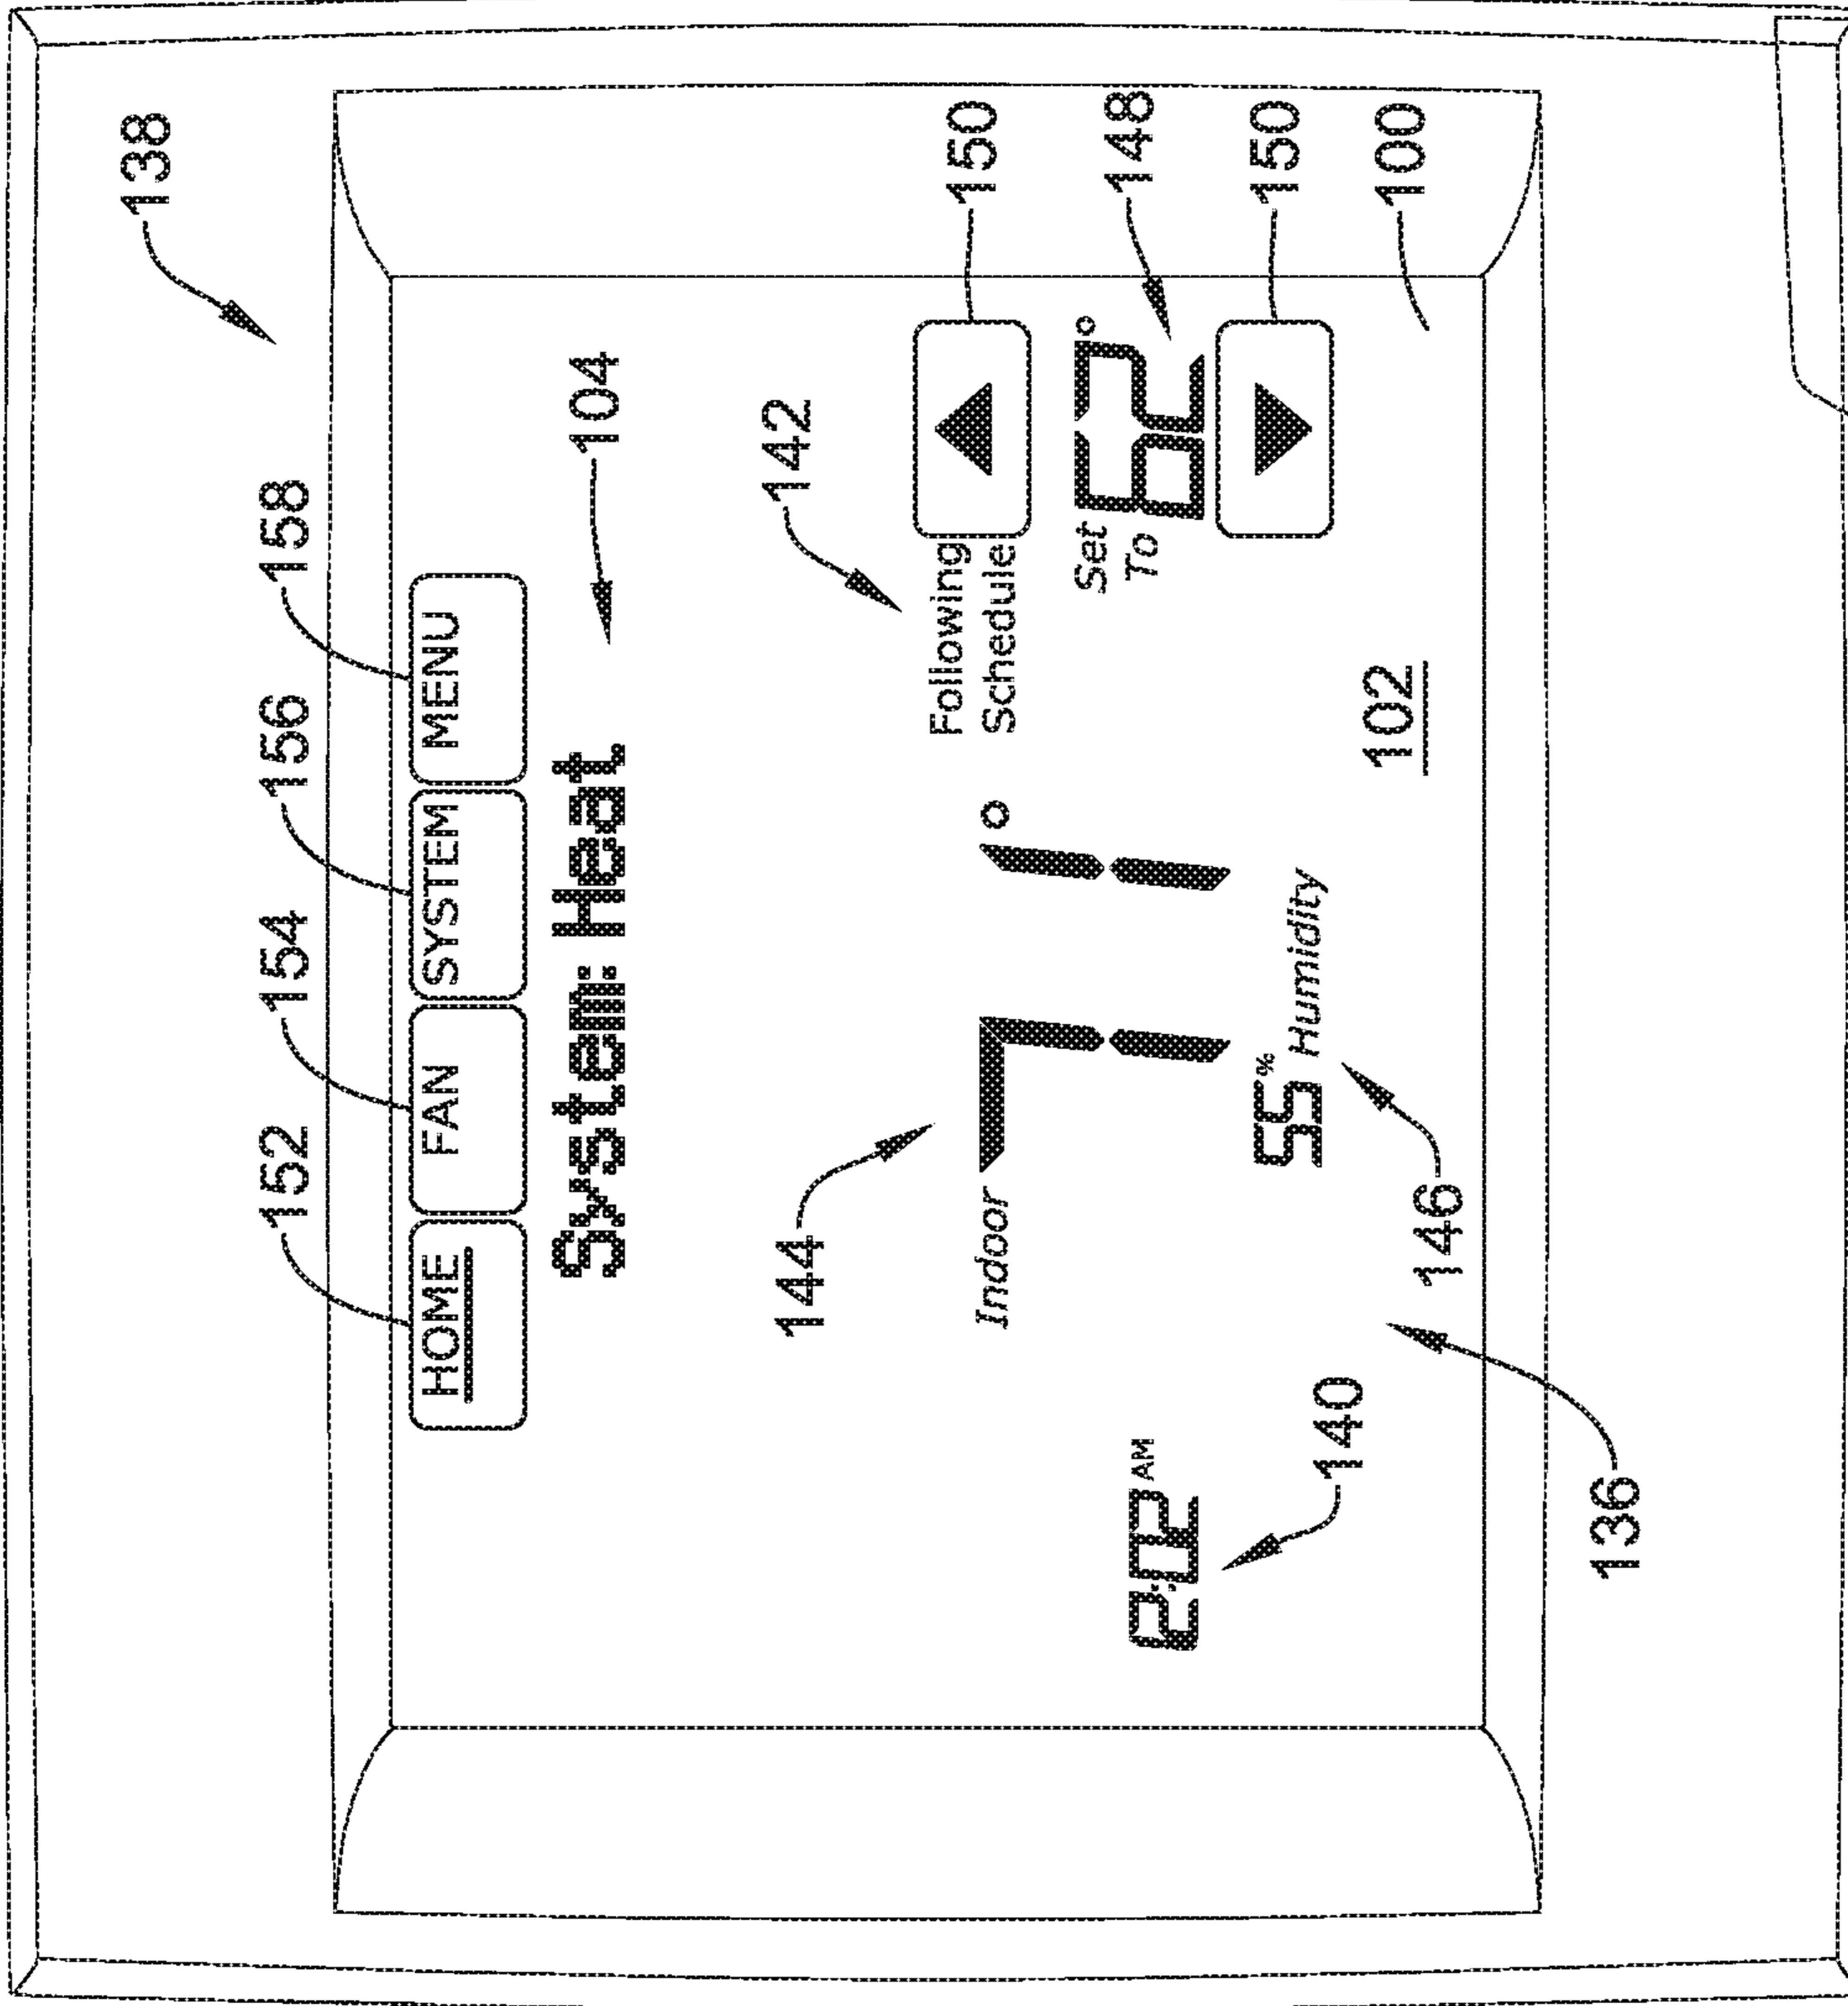 138
152 154 156 158
HOME FAN SYSTEM MENU
System: Heat 104
144 142
Following
Schedule
150
Indoor 71°
Set
To
62°
148
2:02 AM
55%
Humidity
150
140
102
100
146
136